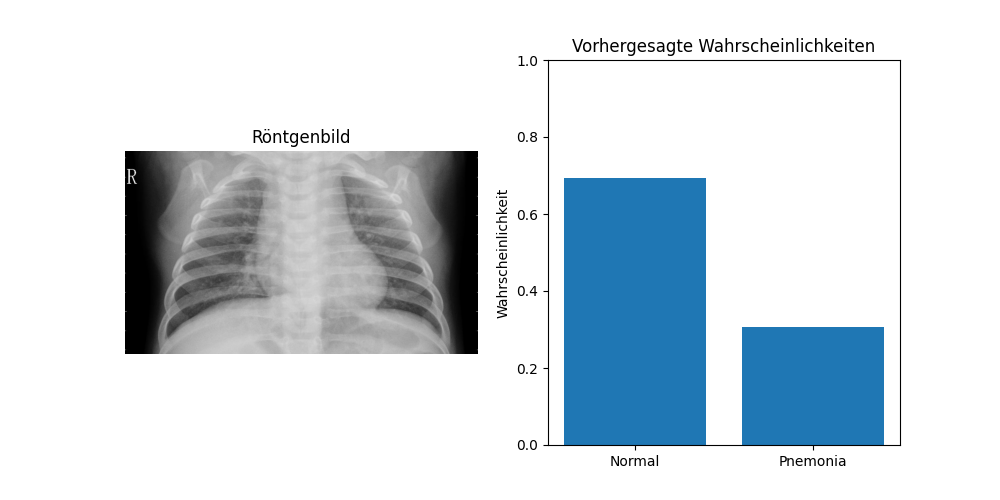 Röntgenbild
R
Vorhergesagte Wahrscheinlichkeiten
Wahrscheinlichkeit
1.0
0.8
0.6
0.4
0.2
0.0
Normal
Pnemonia